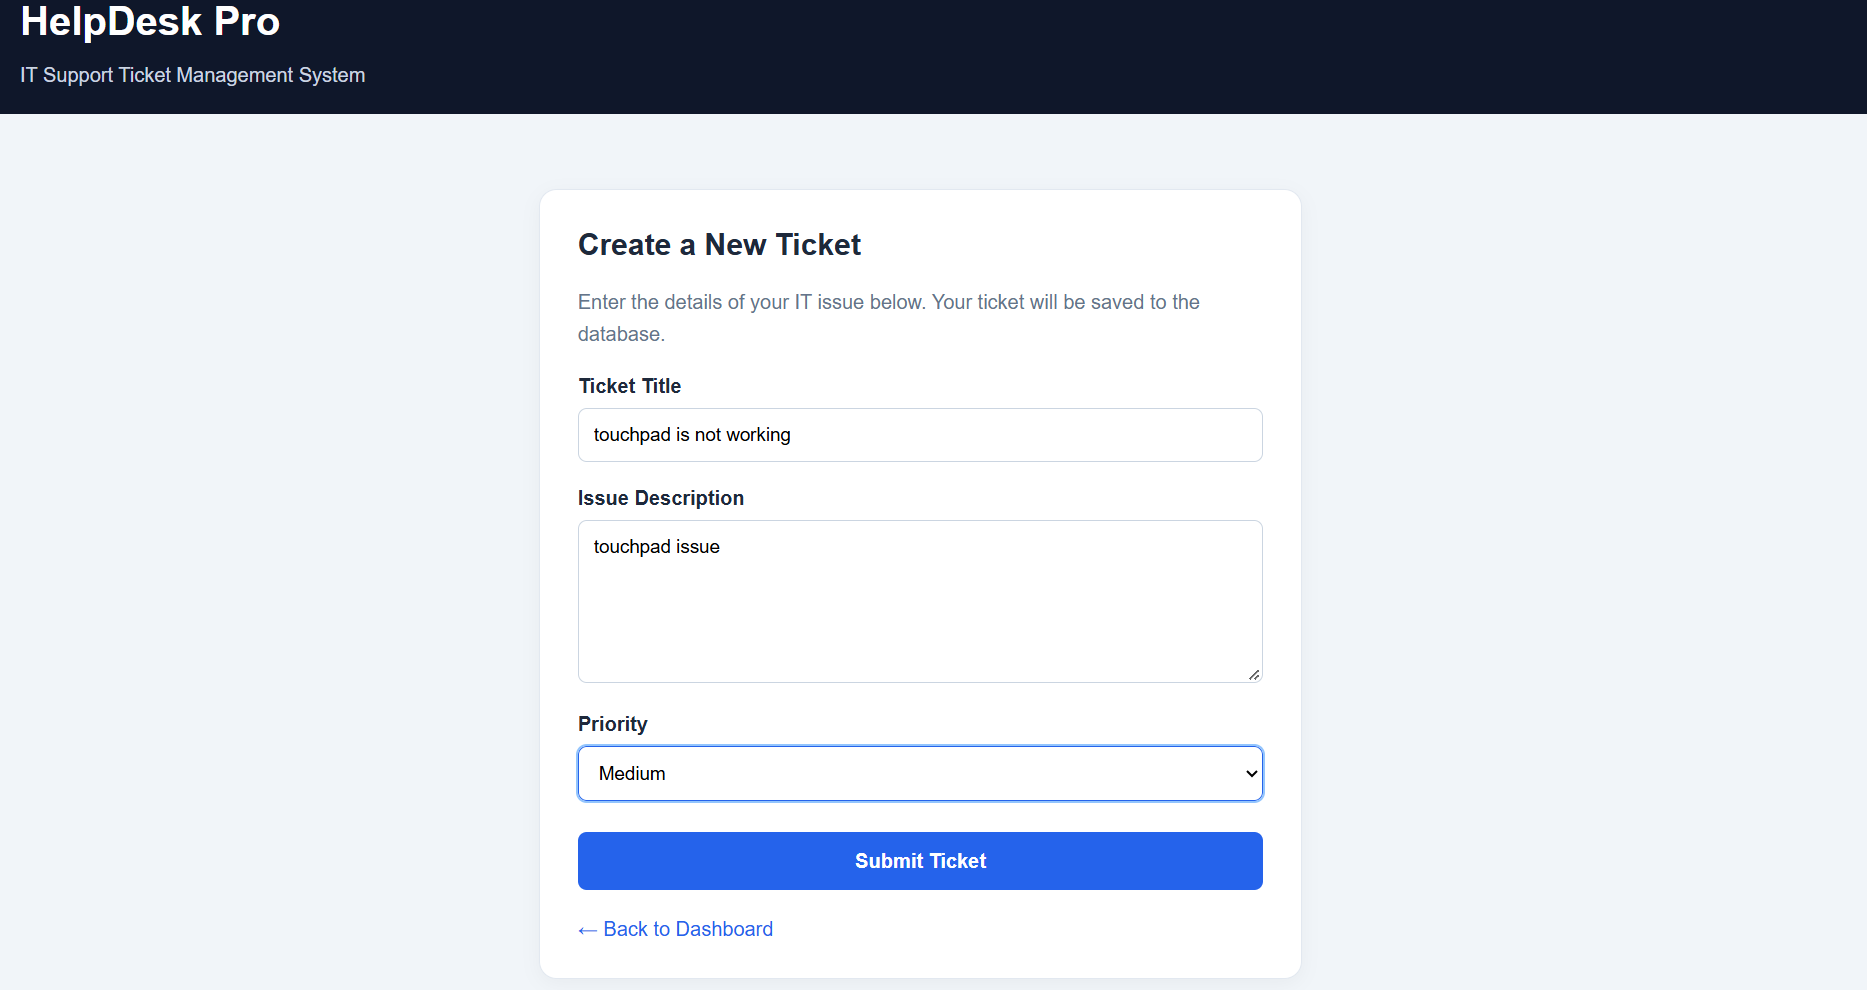 HelpDesk Pro
IT Support Ticket Management System
Create a New Ticket
Enter the details of your IT issue below. Your ticket will be saved to the
database.
Ticket Title
touchpad is not working
Issue Description
touchpad issue
Priority
Medium
Submit Ticket
← Back to Dashboard